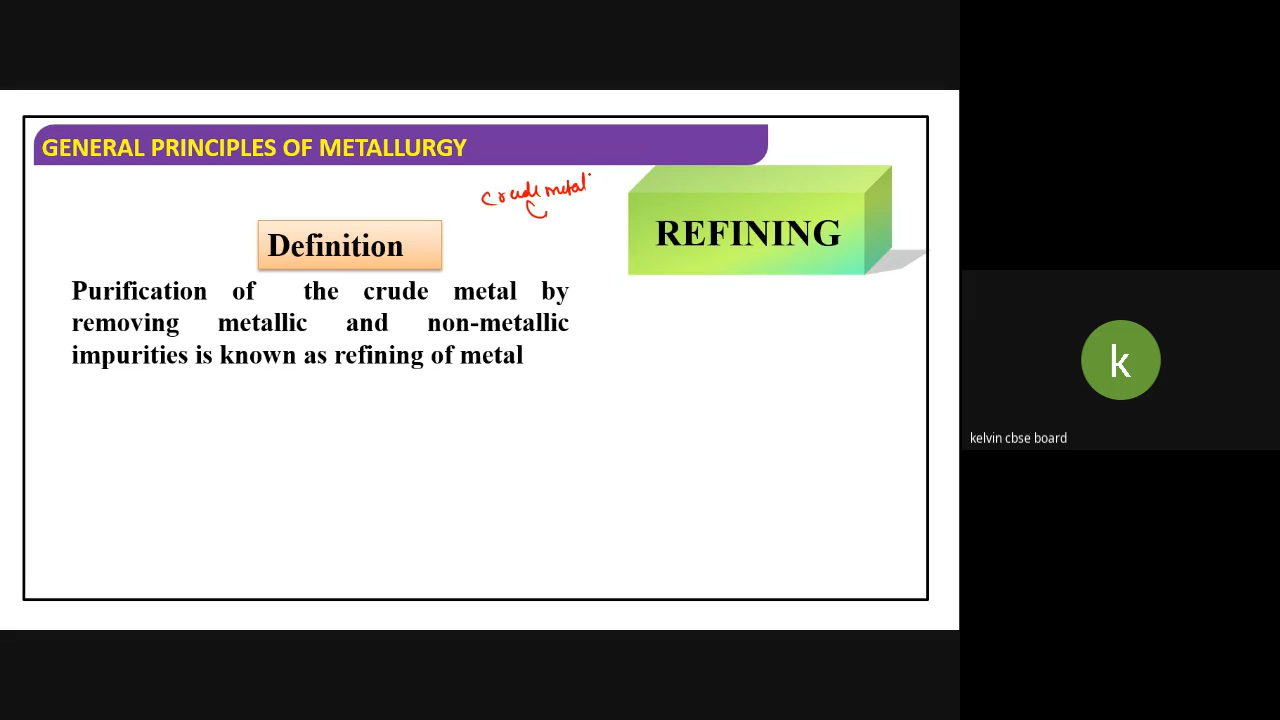 GENERAL PRINCIPLES OF METALLURGY
crude metal
REFINING
Definition
Purification of the crude metal by
removing metallic and non-metallic
impurities is known as refining of metal
k
kelvin cbse board